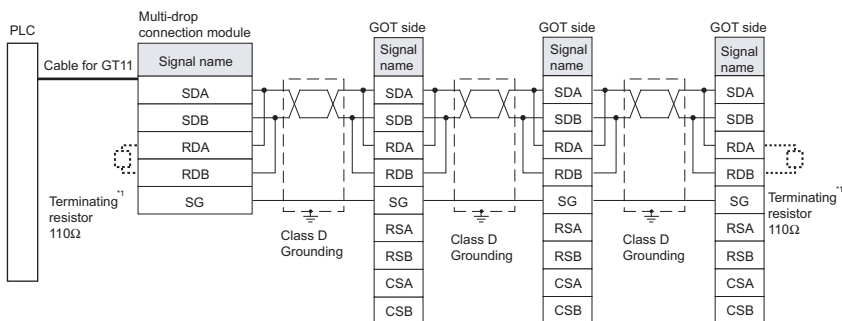 PLC
Cable for GT11
Multi-drop
connection module
Signal name
SDA
SDB
RDA
RDB
SG
Terminating*1
resistor
110Ω
Class D
Grounding
GOT side
Signal
name
SDA
SDB
RDA
RDB
SG
RSA
RSB
CSA
CSB
Class D
Grounding
GOT side
Signal
name
SDA
SDB
RDA
RDB
SG
RSA
RSB
CSA
CSB
Class D
Grounding
GOT side
Signal
name
SDA
SDB
RDA
RDB
SG
RSA
RSB
CSA
CSB
Terminating*1
resistor
110Ω